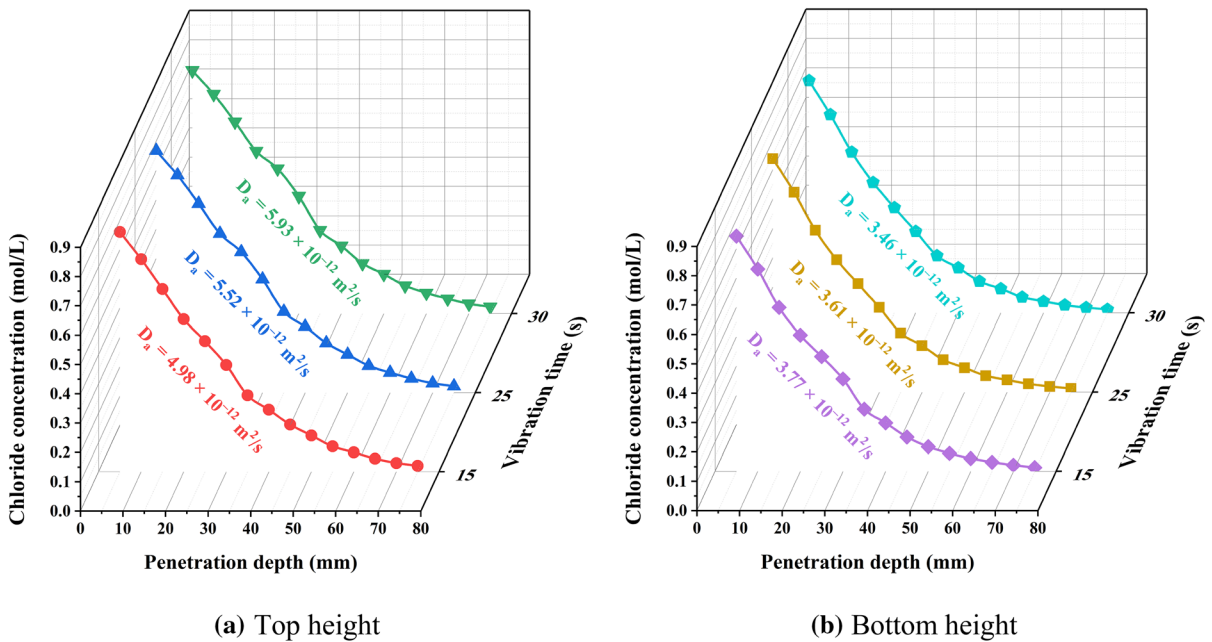 Chloride concentration (mol/L)
0.9
0.8
0.7
0.6
0.5
0.4
0.3
0.2
0.1
0.0
0 10 20 30 40 50 60 70 80
Penetration depth (mm)
15
25
30
Vibration time (s)
Dₐ = 5.93 × 10⁻¹² m²/s
Dₐ = 5.52 × 10⁻¹² m²/s
Dₐ = 4.98 × 10⁻¹² m²/s
(a) Top height
Chloride concentration (mol/L)
0.9
0.8
0.7
0.6
0.5
0.4
0.3
0.2
0.1
0.0
0 10 20 30 40 50 60 70 80
Penetration depth (mm)
15
25
30
Vibration time (s)
Dₐ = 3.46 × 10⁻¹² m²/s
Dₐ = 3.61 × 10⁻¹² m²/s
Dₐ = 3.77 × 10⁻¹² m²/s
(b) Bottom height